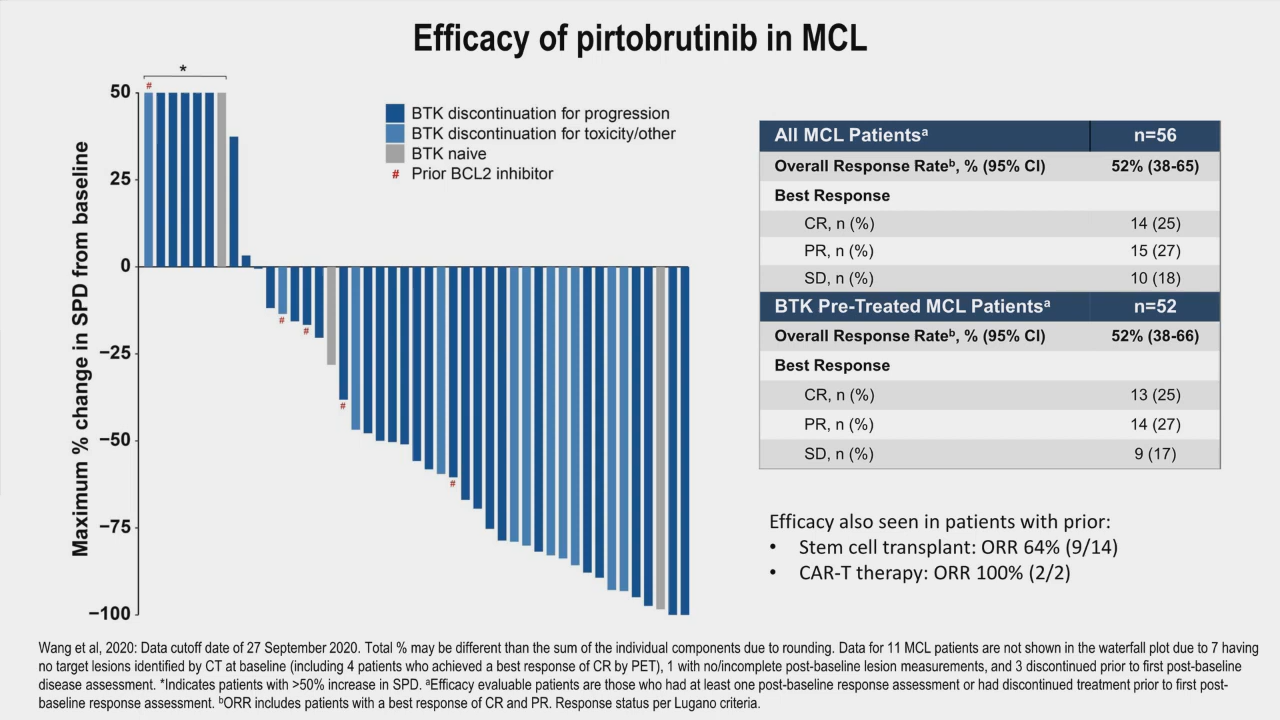 Efficacy of pirtobrutinib in MCL
*
#
50
25
0
−25
−50
−75
−100
Maximum % change in SPD from baseline
BTK discontinuation for progression
BTK discontinuation for toxicity/other
BTK naive
# Prior BCL2 inhibitor
#
#
#
#
All MCL Patientsᵃ n=56
Overall Response Rateᵇ, % (95% CI) 52% (38-65)
Best Response
CR, n (%) 14 (25)
PR, n (%) 15 (27)
SD, n (%) 10 (18)
BTK Pre-Treated MCL Patientsᵃ n=52
Overall Response Rateᵇ, % (95% CI) 52% (38-66)
Best Response
CR, n (%) 13 (25)
PR, n (%) 14 (27)
SD, n (%) 9 (17)
Efficacy also seen in patients with prior:
• Stem cell transplant: ORR 64% (9/14)
• CAR-T therapy: ORR 100% (2/2)
Wang et al, 2020: Data cutoff date of 27 September 2020. Total % may be different than the sum of the individual components due to rounding. Data for 11 MCL patients are not shown in the waterfall plot due to 7 having
no target lesions identified by CT at baseline (including 4 patients who achieved a best response of CR by PET), 1 with no/incomplete post-baseline lesion measurements, and 3 discontinued prior to first post-baseline
disease assessment. *Indicates patients with >50% increase in SPD. ᵃEfficacy evaluable patients are those who had at least one post-baseline response assessment or had discontinued treatment prior to first post-
baseline response assessment. ᵇORR includes patients with a best response of CR and PR. Response status per Lugano criteria.